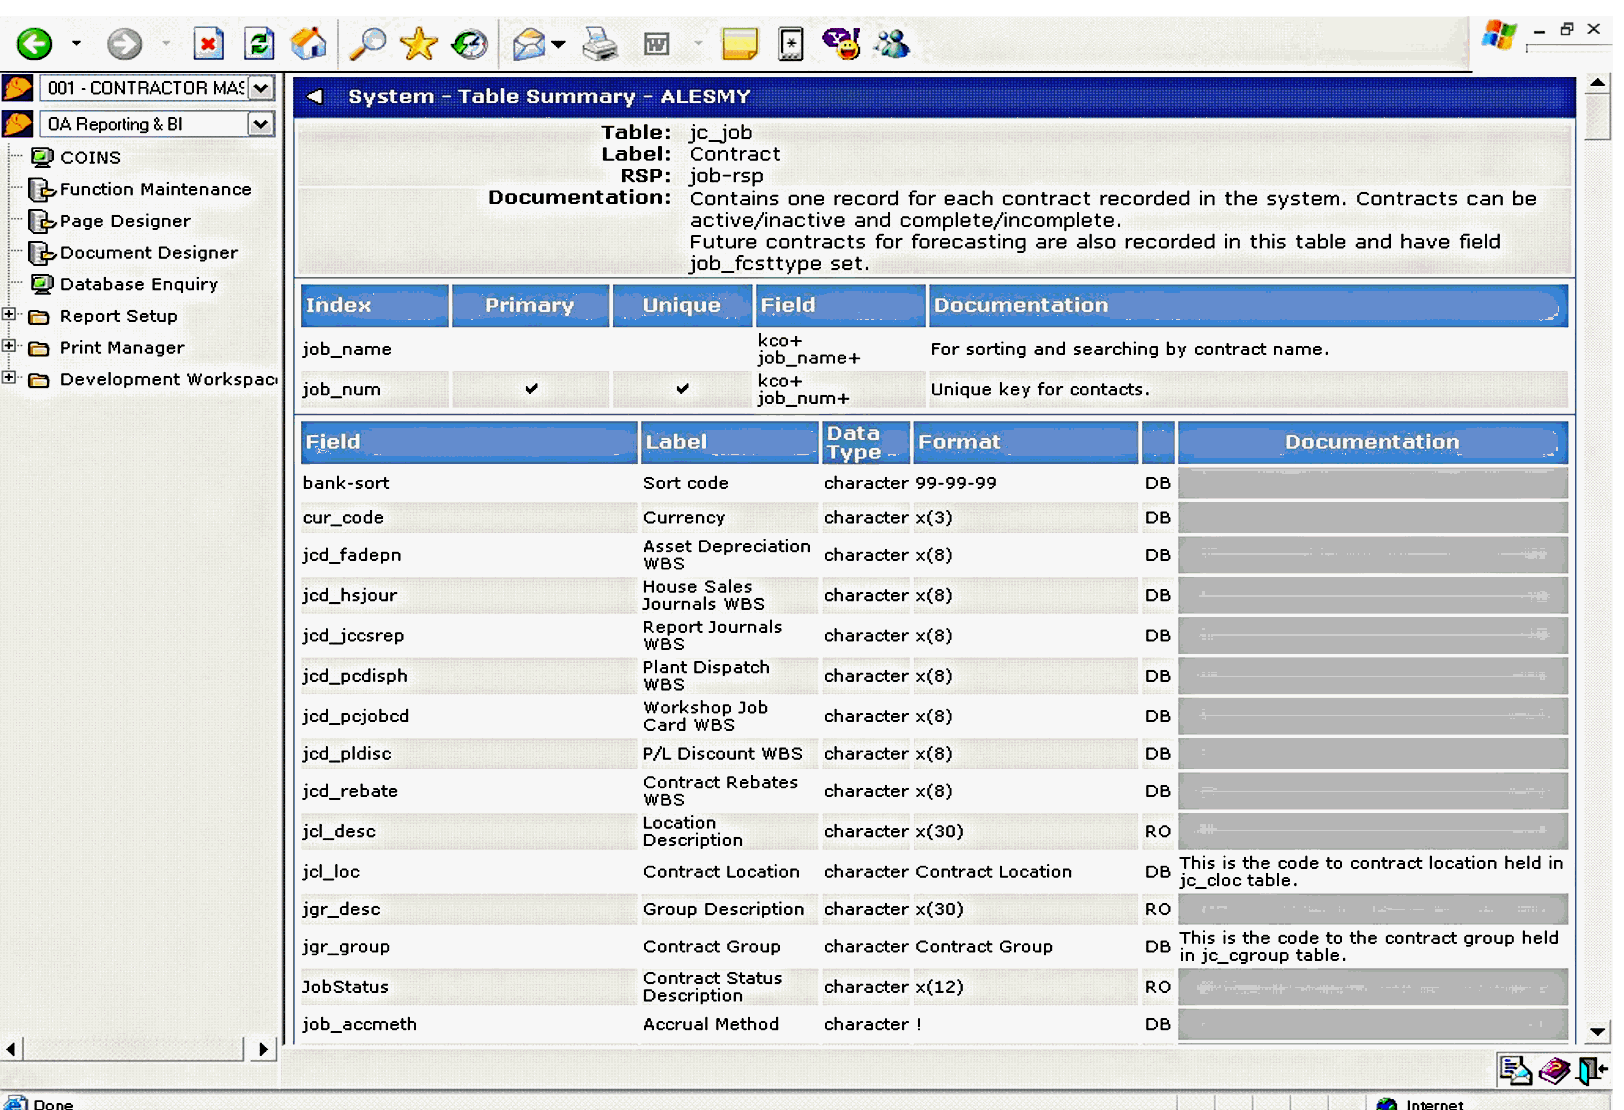 001 - CONTRACTOR MAS
OA Reporting & BI
COINS
Function Maintenance
Page Designer
Document Designer
Database Enquiry
Report Setup
Print Manager
Development Workspac
System - Table Summary - ALESMY
Table: jc_job
Label: Contract
RSP: job-rsp
Documentation: Contains one record for each contract recorded in the system. Contracts can be
active/inactive and complete/incomplete.
Future contracts for forecasting are also recorded in this table and have field
job_fcsttype set.
Index Primary Unique Field Documentation
job_name kco+ For sorting and searching by contract name.
job_name+
job_num ✓ ✓ kco+ Unique key for contacts.
job_num+
Field Label Data Type Format Documentation
bank-sort Sort code character 99-99-99 DB
cur_code Currency character x(3) DB
jcd_fadepn Asset Depreciation WBS character x(8) DB
jcd_hsjour House Sales Journals WBS character x(8) DB
jcd_jccsrep Report Journals WBS character x(8) DB
jcd_pcdisph Plant Dispatch WBS character x(8) DB
jcd_pcjobcd Workshop Job Card WBS character x(8) DB
jcd_pldisc P/L Discount WBS character x(8) DB
jcd_rebate Contract Rebates WBS character x(8) DB
jcl_desc Location Description character x(30) RO
jcl_loc Contract Location character Contract Location DB This is the code to contract location held in
jc_cloc table.
jgr_desc Group Description character x(30) RO
jgr_group Contract Group character Contract Group DB This is the code to the contract group held
in jc_cgroup table.
JobStatus Contract Status Description character x(12) RO
job_accmeth Accrual Method character ! DB
Done Internet